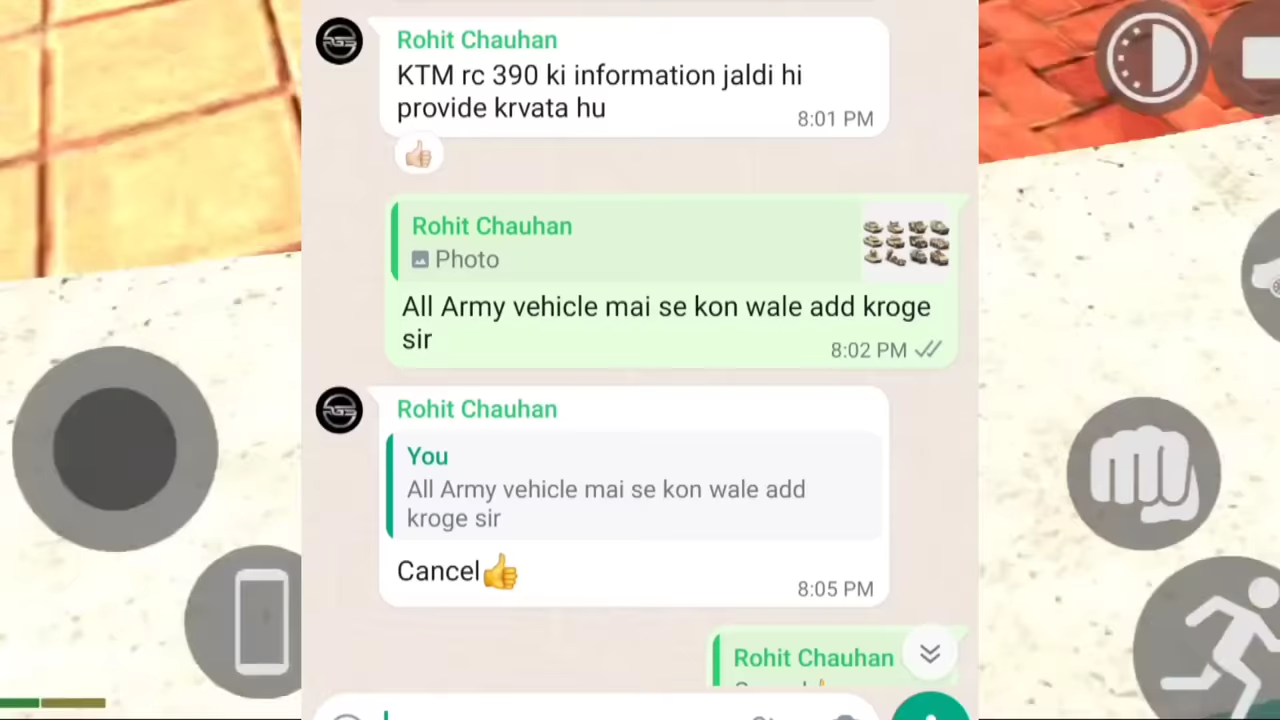 Rohit Chauhan
KTM rc 390 ki information jaldi hi
provide krvata hu
8:01 PM
Rohit Chauhan
Photo
All Army vehicle mai se kon wale add kroge
sir
8:02 PM
Rohit Chauhan
You
All Army vehicle mai se kon wale add
kroge sir
Cancel👍
8:05 PM
Rohit Chauhan